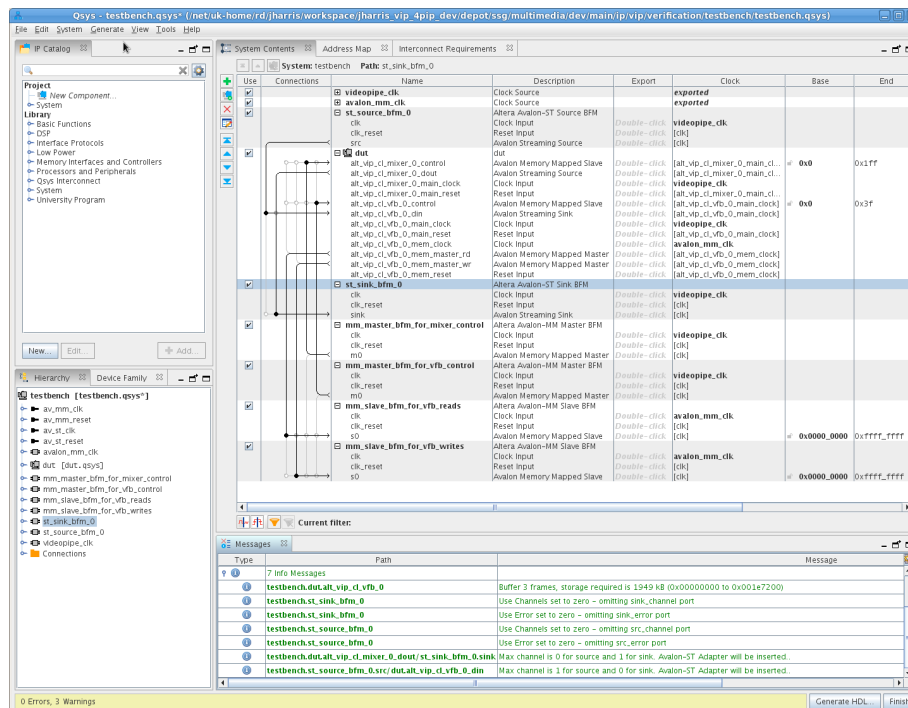 Qsys - testbench.qsys* (/net/uk-home/rd/jharris/workspace/jharris_vip_4pip_dev/depot/ssg/multimedia/dev/main/ip/vip/verification/testbench/testbench.qsys)
File Edit System Generate View Tools Help
IP Catalog
Project
New Component...
System
Library
Basic Functions
DSP
Interface Protocols
Low Power
Memory Interfaces and Controllers
Processors and Peripherals
Qsys Interconnect
System
University Program
New... Edit... Add...
Hierarchy Device Family
testbench [testbench.qsys*]
av_mm_clk
av_mm_reset
av_st_clk
av_st_reset
avalon_mm_clk
dut [dut.qsys]
mm_master_bfm_for_mixer_control
mm_master_bfm_for_vfb_control
mm_slave_bfm_for_vfb_reads
mm_slave_bfm_for_vfb_writes
st_sink_bfm_0
st_source_bfm_0
videopipe_clk
Connections
System Contents Address Map Interconnect Requirements
System: testbench Path: st_sink_bfm_0
Use Connections Name Description Export Clock Base End
videopipe_clk Clock Source exported
avalon_mm_clk Clock Source exported
st_source_bfm_0 Altera Avalon-ST Source BFM
clk Clock Input Double-click videopipe_clk
clk_reset Reset Input Double-click [clk]
src Avalon Streaming Source Double-click [clk]
dut dut
alt_vip_cl_mixer_0_control Avalon Memory Mapped Slave Double-click [alt_vip_cl_mixer_0_main_cl... 0x0 0x1ff
alt_vip_cl_mixer_0_dout Avalon Streaming Source Double-click [alt_vip_cl_mixer_0_main_cl...
alt_vip_cl_mixer_0_main_clock Clock Input Double-click videopipe_clk
alt_vip_cl_mixer_0_main_reset Reset Input Double-click [alt_vip_cl_mixer_0_main_cl...
alt_vip_cl_vfb_0_control Avalon Memory Mapped Slave Double-click [alt_vip_cl_vfb_0_main_clock] 0x0 0x3f
alt_vip_cl_vfb_0_din Avalon Streaming Sink Double-click [alt_vip_cl_vfb_0_main_clock]
alt_vip_cl_vfb_0_main_clock Clock Input Double-click videopipe_clk
alt_vip_cl_vfb_0_main_reset Reset Input Double-click [alt_vip_cl_vfb_0_main_clock]
alt_vip_cl_vfb_0_mem_clock Clock Input Double-click avalon_mm_clk
alt_vip_cl_vfb_0_mem_master_rd Avalon Memory Mapped Master Double-click [alt_vip_cl_vfb_0_mem_clock]
alt_vip_cl_vfb_0_mem_master_wr Avalon Memory Mapped Master Double-click [alt_vip_cl_vfb_0_mem_clock]
alt_vip_cl_vfb_0_mem_reset Reset Input Double-click [alt_vip_cl_vfb_0_mem_clock]
st_sink_bfm_0 Altera Avalon-ST Sink BFM
clk Clock Input Double-click videopipe_clk
clk_reset Reset Input Double-click [clk]
sink Avalon Streaming Sink Double-click [clk]
mm_master_bfm_for_mixer_control Altera Avalon-MM Master BFM
clk Clock Input Double-click videopipe_clk
clk_reset Reset Input Double-click [clk]
m0 Avalon Memory Mapped Master Double-click [clk]
mm_master_bfm_for_vfb_control Altera Avalon-MM Master BFM
clk Clock Input Double-click videopipe_clk
clk_reset Reset Input Double-click [clk]
m0 Avalon Memory Mapped Master Double-click [clk]
mm_slave_bfm_for_vfb_reads Altera Avalon-MM Slave BFM
clk Clock Input Double-click avalon_mm_clk
clk_reset Reset Input Double-click [clk]
s0 Avalon Memory Mapped Slave Double-click [clk] 0x0000_0000 0xffff_ffff
mm_slave_bfm_for_vfb_writes Altera Avalon-MM Slave BFM
clk Clock Input Double-click avalon_mm_clk
clk_reset Reset Input Double-click [clk]
s0 Avalon Memory Mapped Slave Double-click [clk] 0x0000_0000 0xffff_ffff
Current filter:
Messages
Type Path Message
7 Info Messages
testbench.dut.alt_vip_cl_vfb_0 Buffer 3 frames, storage required is 1949 kB (0x00000000 to 0x001e7200)
testbench.st_sink_bfm_0 Use Channels set to zero - omitting sink_channel port
testbench.st_sink_bfm_0 Use Error set to zero - omitting sink_error port
testbench.st_source_bfm_0 Use Channels set to zero - omitting src_channel port
testbench.st_source_bfm_0 Use Error set to zero - omitting src_error port
testbench.dut.alt_vip_cl_mixer_0_dout/st_sink_bfm_0.sink Max channel is 0 for source and 1 for sink. Avalon-ST Adapter will be inserted..
testbench.st_source_bfm_0.src/dut.alt_vip_cl_vfb_0_din Max channel is 1 for source and 0 for sink. Avalon-ST Adapter will be inserted..
0 Errors, 3 Warnings
Generate HDL... Finish